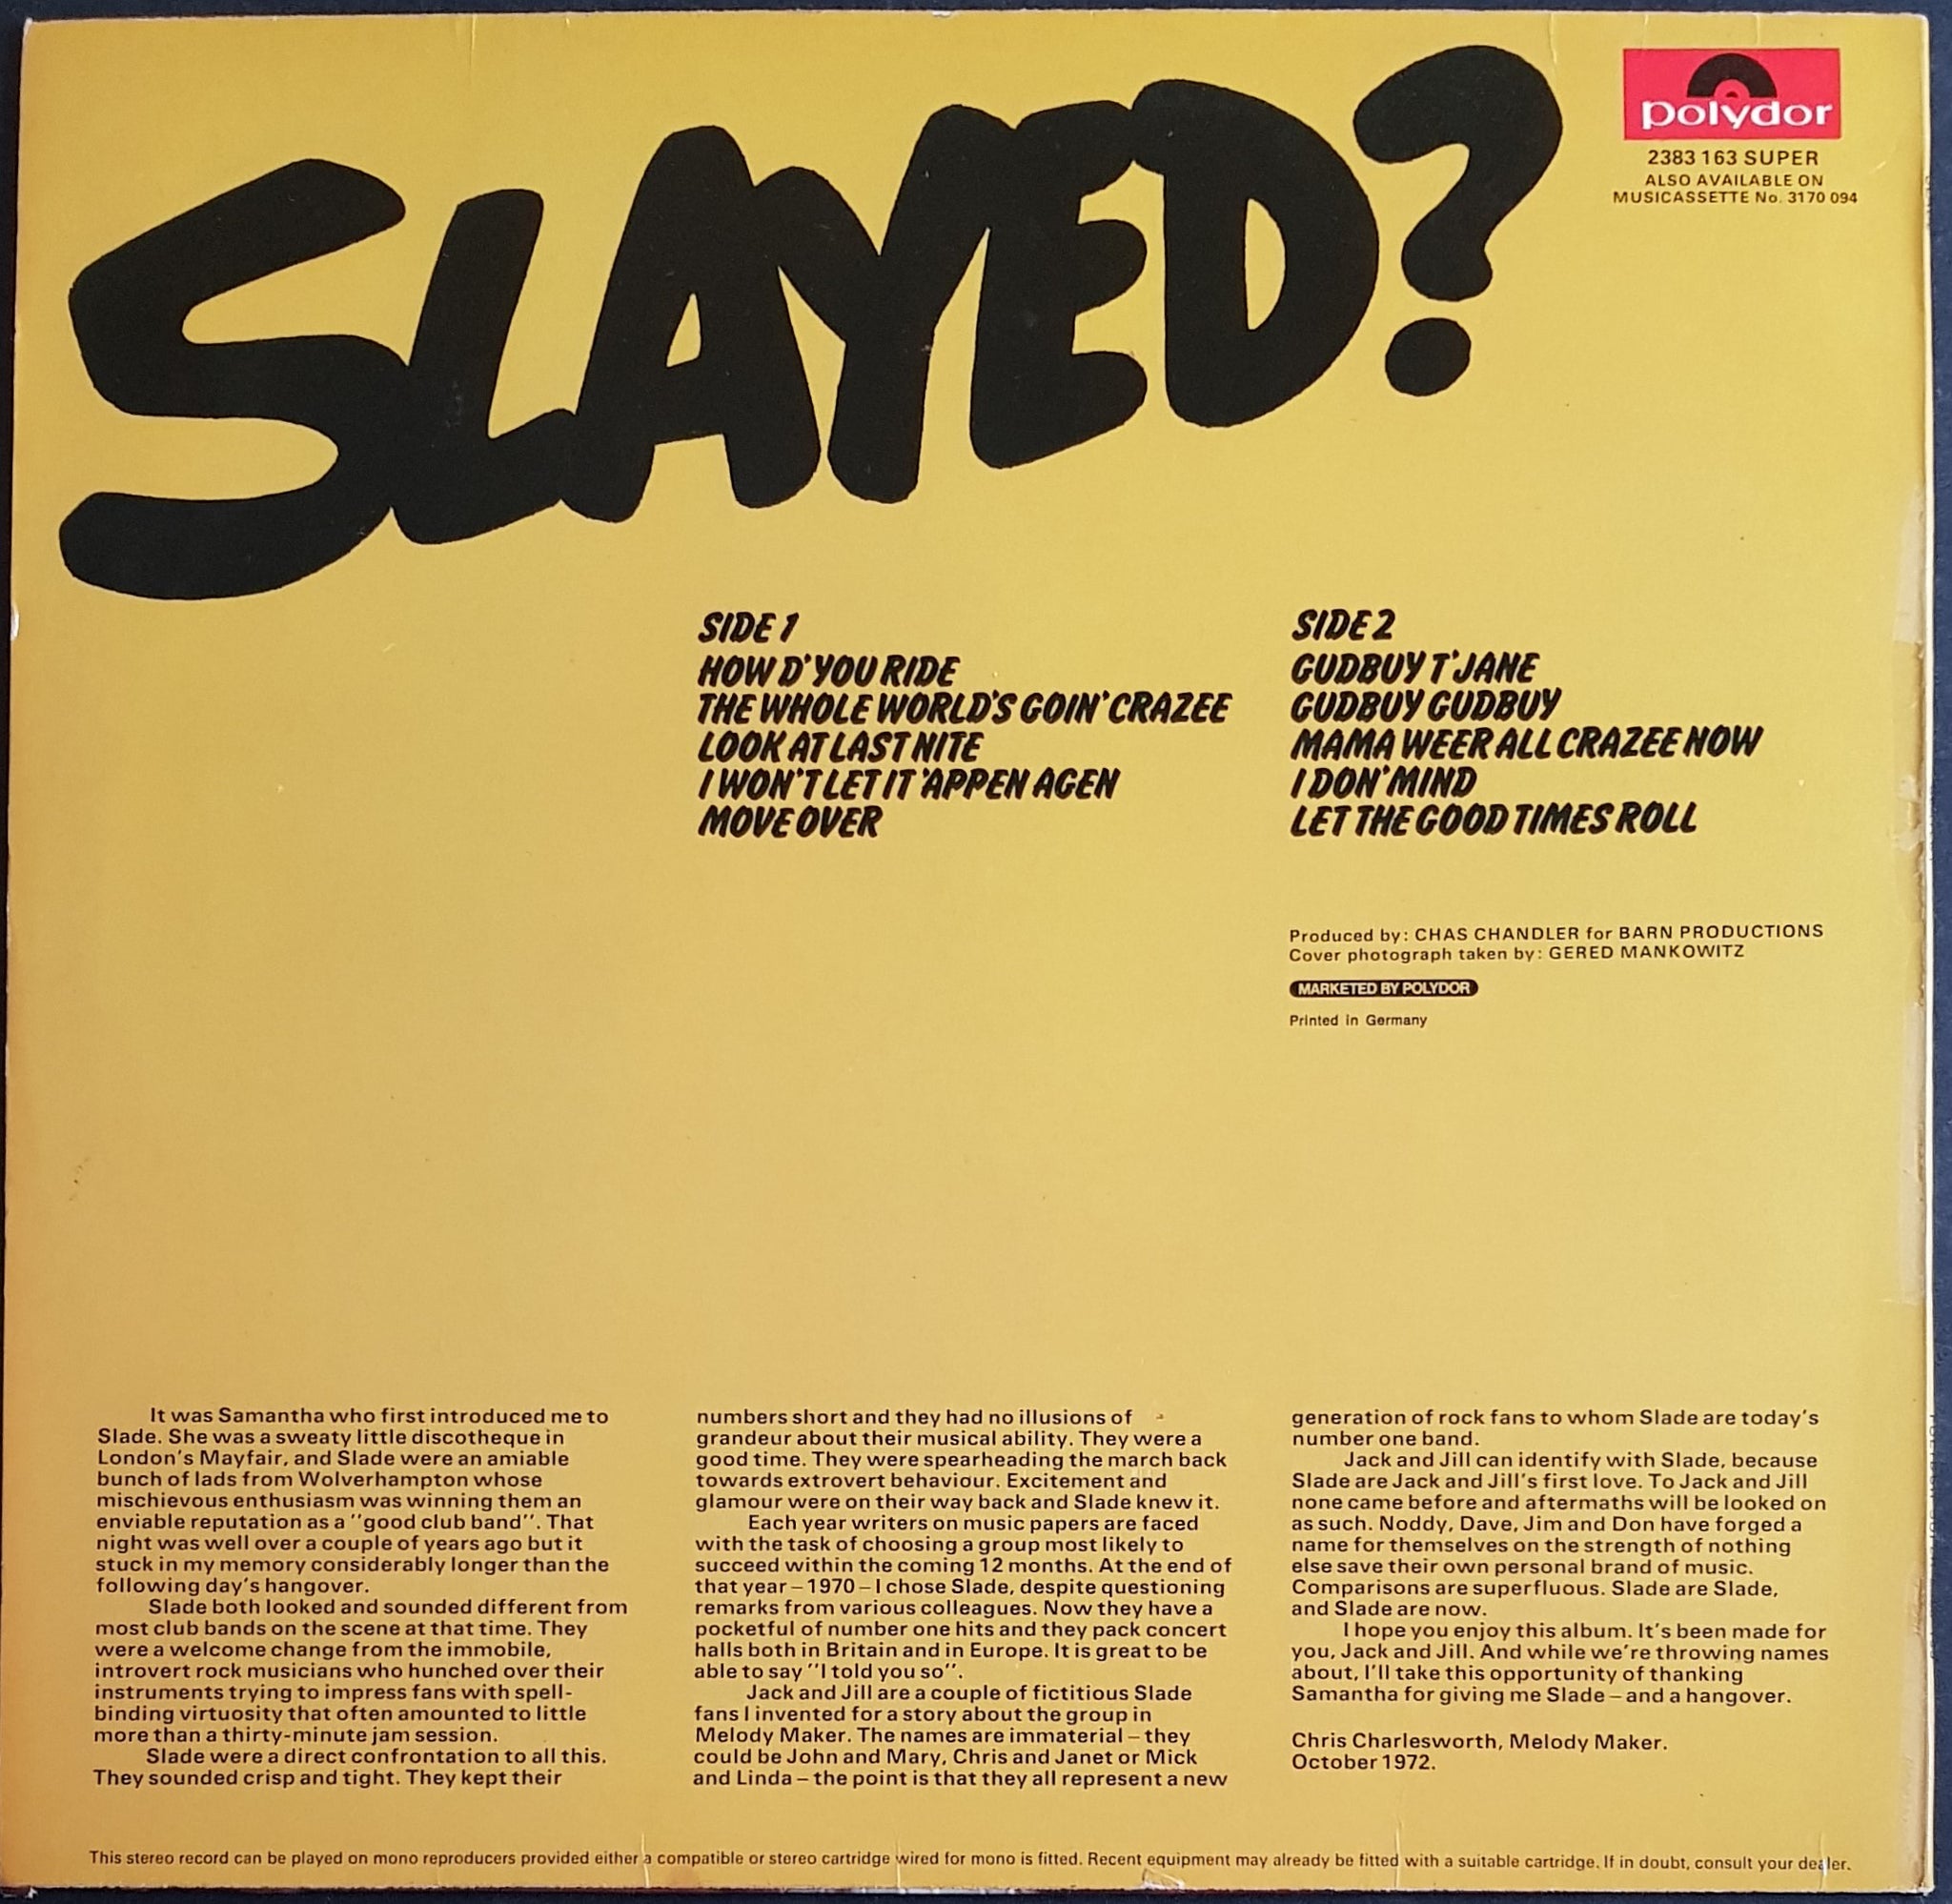 SLAYED?
polydor
2383 163 SUPER
ALSO AVAILABLE ON
MUSICASSETTE No. 3170 094
SIDE 1
HOW D'YOU RIDE
THE WHOLE WORLD'S GOIN' CRAZEE
LOOK AT LAST NITE
I WON'T LET IT 'APPEN AGEN
MOVE OVER
SIDE 2
GUDBUY T'JANE
GUDBUY GUDBUY
MAMA WEER ALL CRAZEE NOW
I DON' MIND
LET THE GOOD TIMES ROLL
Produced by: CHAS CHANDLER for BARN PRODUCTIONS
Cover photograph taken by: GERED MANKOWITZ
MARKETED BY POLYDOR
Printed in Germany
It was Samantha who first introduced me to
Slade. She was a sweaty little discotheque in
London's Mayfair, and Slade were an amiable
bunch of lads from Wolverhampton whose
mischievous enthusiasm was winning them an
enviable reputation as a "good club band". That
night was well over a couple of years ago but it
stuck in my memory considerably longer than the
following day's hangover.
Slade both looked and sounded different from
most club bands on the scene at that time. They
were a welcome change from the immobile,
introvert rock musicians who hunched over their
instruments trying to impress fans with spell-
binding virtuosity that often amounted to little
more than a thirty-minute jam session.
Slade were a direct confrontation to all this.
They sounded crisp and tight. They kept their
numbers short and they had no illusions of
grandeur about their musical ability. They were a
good time. They were spearheading the march back
towards extrovert behaviour. Excitement and
glamour were on their way back and Slade knew it.
Each year writers on music papers are faced
with the task of choosing a group most likely to
succeed within the coming 12 months. At the end of
that year – 1970 – I chose Slade, despite questioning
remarks from various colleagues. Now they have a
pocketful of number one hits and they pack concert
halls both in Britain and in Europe. It is great to be
able to say "I told you so".
Jack and Jill are a couple of fictitious Slade
fans I invented for a story about the group in
Melody Maker. The names are immaterial – they
could be John and Mary, Chris and Janet or Mick
and Linda – the point is that they all represent a new
generation of rock fans to whom Slade are today's
number one band.
Jack and Jill can identify with Slade, because
Slade are Jack and Jill's first love. To Jack and Jill
none came before and aftermaths will be looked on
as such. Noddy, Dave, Jim and Don have forged a
name for themselves on the strength of nothing
else save their own personal brand of music.
Comparisons are superfluous. Slade are Slade,
and Slade are now.
I hope you enjoy this album. It's been made for
you, Jack and Jill. And while we're throwing names
about, I'll take this opportunity of thanking
Samantha for giving me Slade – and a hangover.
Chris Charlesworth, Melody Maker.
October 1972.
This stereo record can be played on mono reproducers provided either a compatible or stereo cartridge wired for mono is fitted. Recent equipment may already be fitted with a suitable cartridge. If in doubt, consult your dealer.